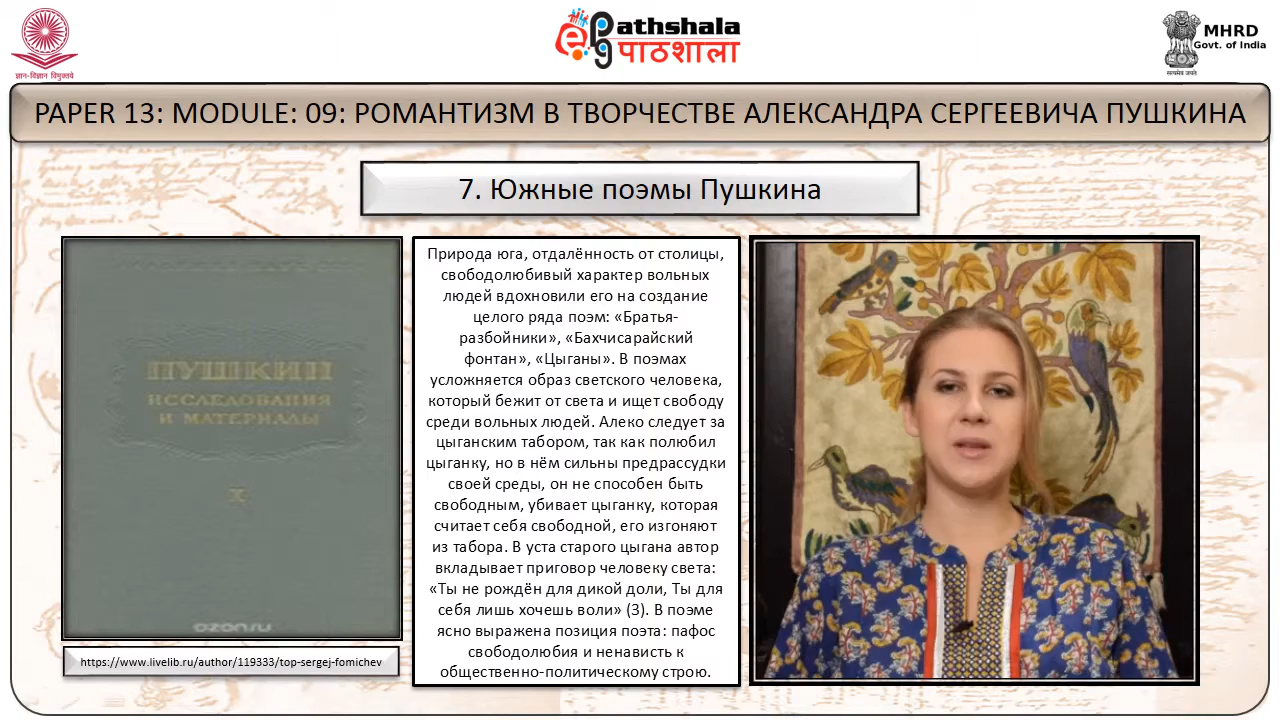 ज्ञान-विज्ञान विमुक्तये
ePg Pathshala
पाठशाला
MHRD
Govt. of India
सत्यमेव जयते
PAPER 13: MODULE: 09: РОМАНТИЗМ В ТВОРЧЕСТВЕ АЛЕКСАНДРА СЕРГЕЕВИЧА ПУШКИНА
7. Южные поэмы Пушкина
ПУШКИН
ИССЛЕДОВАНИЯ
И МАТЕРИАЛЫ
X
ozon.ru
https://www.livelib.ru/author/119333/top-sergej-fomichev
Природа юга, отдалённость от столицы,
свободолюбивый характер вольных
людей вдохновили его на создание
целого ряда поэм: «Братья-
разбойники», «Бахчисарайский
фонтан», «Цыганы». В поэмах
усложняется образ светского человека,
который бежит от света и ищет свободу
среди вольных людей. Алеко следует за
цыганским табором, так как полюбил
цыганку, но в нём сильны предрассудки
своей среды, он не способен быть
свободным, убивает цыганку, которая
считает себя свободной, его изгоняют
из табора. В уста старого цыгана автор
вкладывает приговор человеку света:
«Ты не рождён для дикой доли, Ты для
себя лишь хочешь воли» (3). В поэме
ясно выражена позиция поэта: пафос
свободолюбия и ненависть к
общественно-политическому строю.